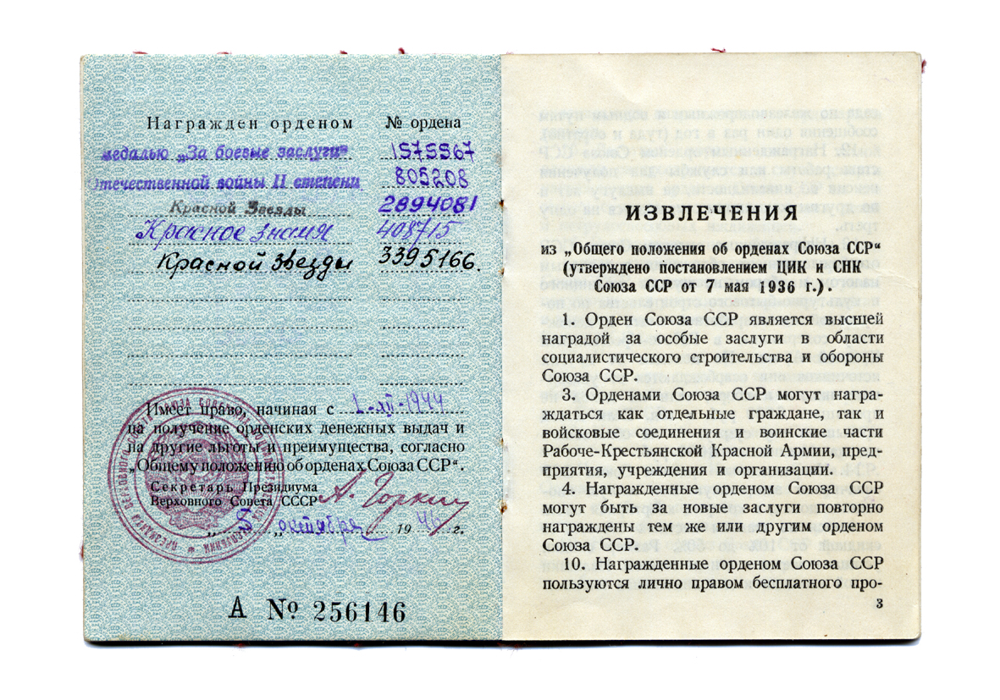 Награжден орденом № ордена
медалью „За боевые заслуги" 1575567
Отечественной войны II степени 805208
Красной Звезды 2894081
Красное знамя 408715
Красной Звезды 3395166.
Имеет право, начиная с 1-XII-1944
на получение орденских денежных выдач и
на другие льготы и преимущества, согласно
„Общему положению об орденах Союза ССР“.
Секретарь Президиума
Верховного Совета СССР А. Горкин
„ 5 „ октября 1946 г.
А № 256146
ИЗВЛЕЧЕНИЯ
из „Общего положения об орденах Союза ССР“
(утверждено постановлением ЦИК и СНК
Союза ССР от 7 мая 1936 г.).
1. Орден Союза ССР является высшей
наградой за особые заслуги в области
социалистического строительства и обороны
Союза ССР.
3. Орденами Союза ССР могут награ-
ждаться как отдельные граждане, так и
войсковые соединения и воинские части
Рабоче-Крестьянской Красной Армии, пред-
приятия, учреждения и организации.
4. Награжденные орденом Союза ССР
могут быть за новые заслуги повторно
награждены тем же или другим орденом
Союза ССР.
10. Награжденные орденом Союза ССР
пользуются лично правом бесплатного про-
3